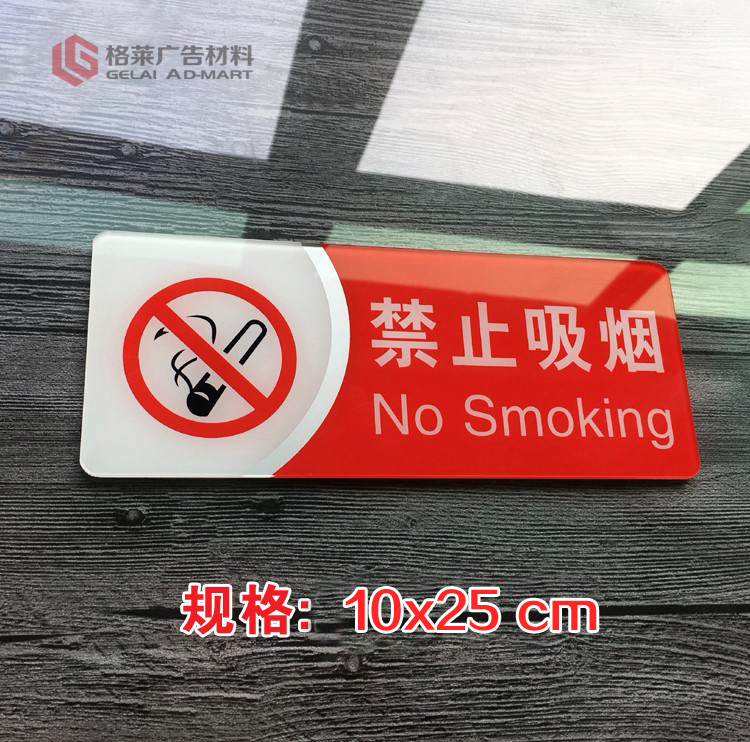 格莱广告材料
GELAI AD-MART
禁止吸烟
No Smoking
规格: 10x25 cm